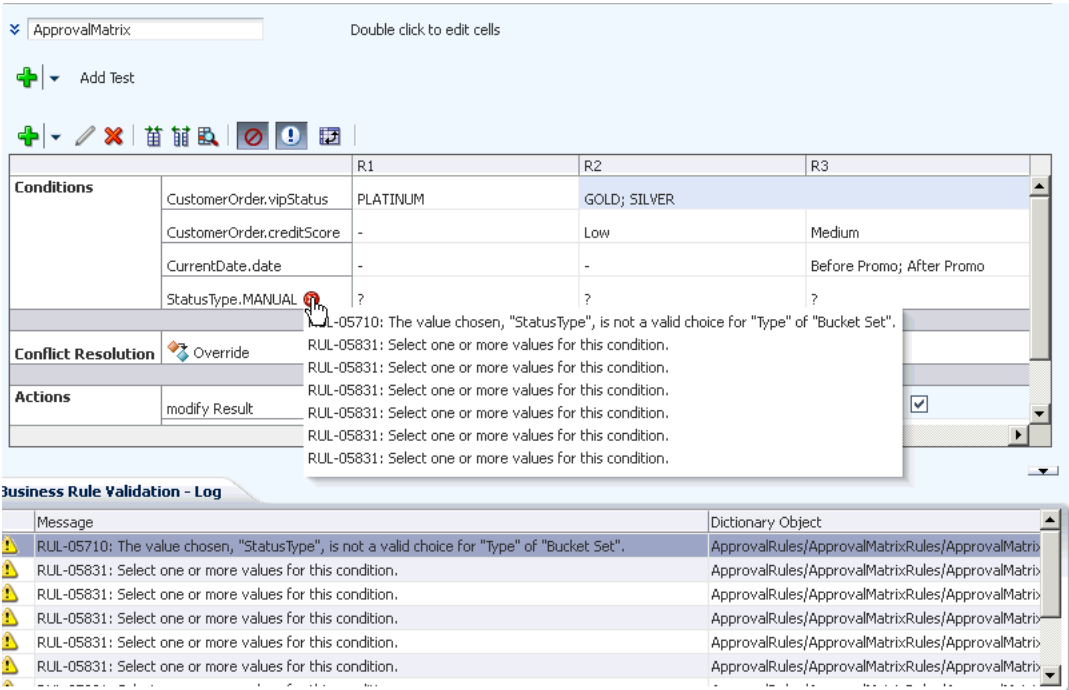 ApprovalMatrix Double click to edit cells
Add Test
R1 R2 R3
Conditions
CustomerOrder.vipStatus PLATINUM GOLD; SILVER
CustomerOrder.creditScore - Low Medium
CurrentDate.date - - Before Promo; After Promo
StatusType.MANUAL ? ? ?
RUL-05710: The value chosen, "StatusType", is not a valid choice for "Type" of "Bucket Set".
RUL-05831: Select one or more values for this condition.
Conflict Resolution Override
RUL-05831: Select one or more values for this condition.
RUL-05831: Select one or more values for this condition.
Actions
modify Result
RUL-05831: Select one or more values for this condition.
RUL-05831: Select one or more values for this condition.
RUL-05831: Select one or more values for this condition.
Business Rule Validation - Log
Message Dictionary Object
RUL-05710: The value chosen, "StatusType", is not a valid choice for "Type" of "Bucket Set". ApprovalRules/ApprovalMatrixRules/ApprovalMatrix
RUL-05831: Select one or more values for this condition. ApprovalRules/ApprovalMatrixRules/ApprovalMatrix
RUL-05831: Select one or more values for this condition. ApprovalRules/ApprovalMatrixRules/ApprovalMatrix
RUL-05831: Select one or more values for this condition. ApprovalRules/ApprovalMatrixRules/ApprovalMatrix
RUL-05831: Select one or more values for this condition. ApprovalRules/ApprovalMatrixRules/ApprovalMatrix
RUL-05831: Select one or more values for this condition. ApprovalRules/ApprovalMatrixRules/ApprovalMatrix